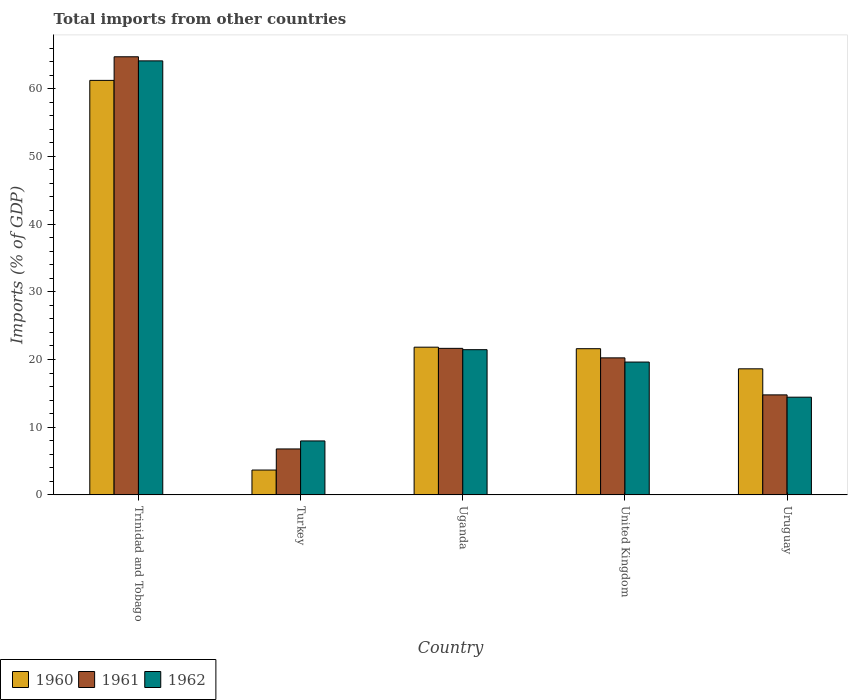 Total imports from other countries
Imports (% of GDP)
60
50
40
30
20
10
0
Trinidad and Tobago
Turkey
Uganda
United Kingdom
Uruguay
Country
1960
1961
1962